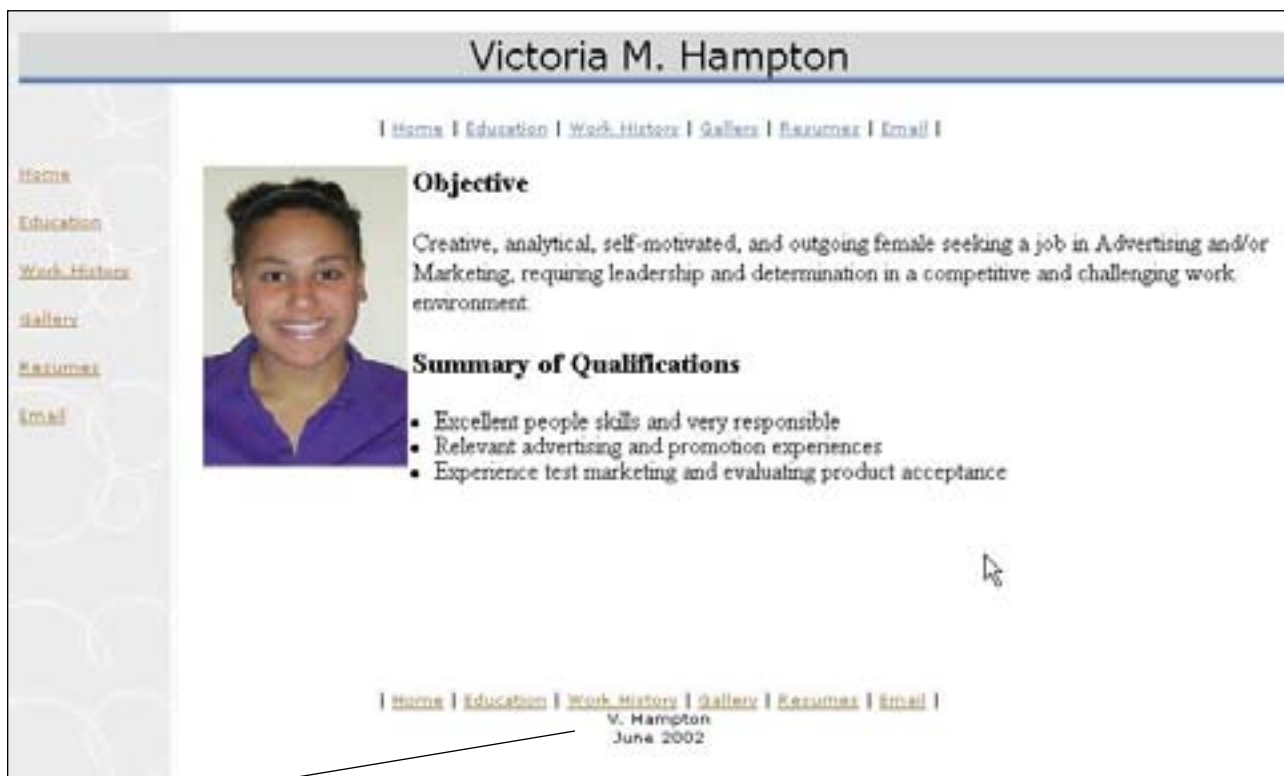 Victoria M. Hampton
| Home | Education | Work History | Gallery | Resumes | Email |
Home
Education
Work History
Gallery
Resumes
Email
Objective
Creative, analytical, self-motivated, and outgoing female seeking a job in Advertising and/or
Marketing, requiring leadership and determination in a competitive and challenging work
environment.
Summary of Qualifications
• Excellent people skills and very responsible
• Relevant advertising and promotion experiences
• Experience test marketing and evaluating product acceptance
| Home | Education | Work History | Gallery | Resumes | Email |
V. Hampton
June 2002